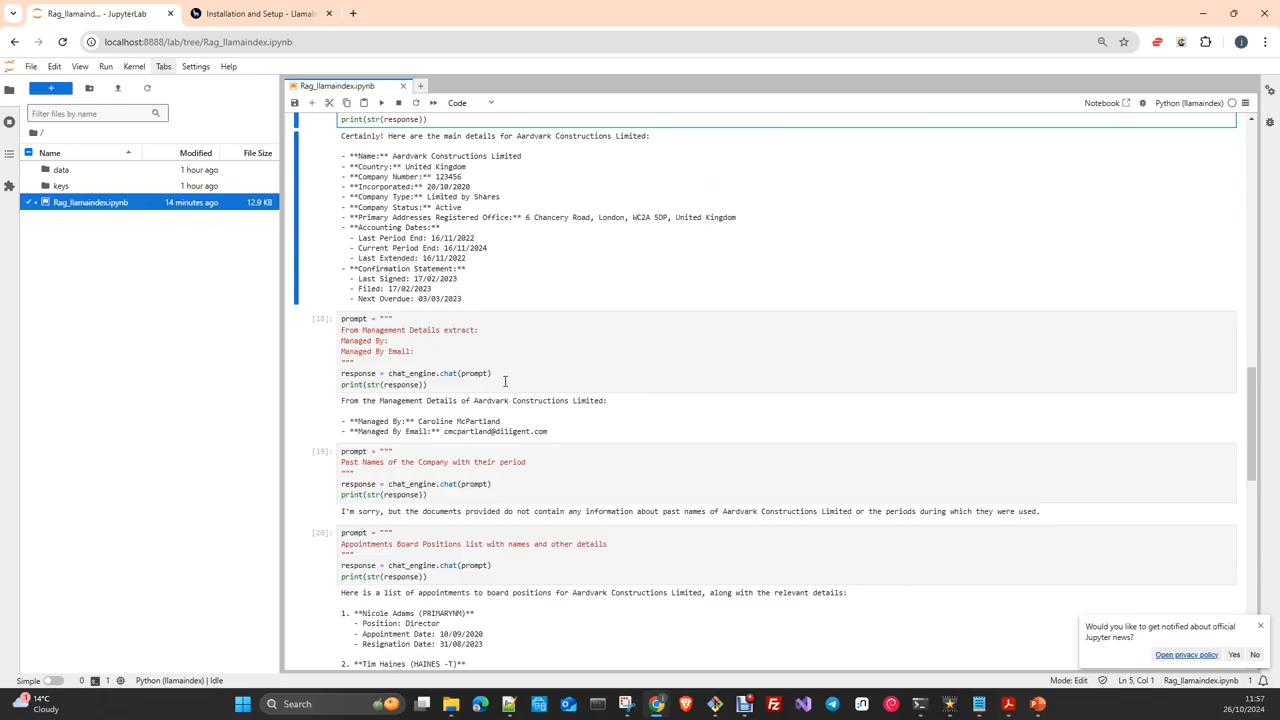 Rag_llamaind... - JupyterLab
Installation and Setup - Llamal
localhost:8888/lab/tree/Rag_llamaindex.ipynb
File Edit View Run Kernel Tabs Settings Help
Rag_llamaindex.ipynb
Filter files by name
/
Name Modified File Size
data 1 hour ago
keys 1 hour ago
Rag_llamaindex.ipynb 14 minutes ago 12.9 KB
Code
Notebook
Python (llamaindex)
print(str(response))
Certainly! Here are the main details for Aardvark Constructions Limited:
- **Name:** Aardvark Constructions Limited
- **Country:** United Kingdom
- **Company Number:** 123456
- **Incorporated:** 20/10/2020
- **Company Type:** Limited by Shares
- **Company Status:** Active
- **Primary Addresses Registered Office:** 6 Chancery Road, London, WC2A 5DP, United Kingdom
- **Accounting Dates:**
- Last Period End: 16/11/2022
- Current Period End: 16/11/2024
- Last Extended: 16/11/2022
- **Confirmation Statement:**
- Last Signed: 17/02/2023
- Filed: 17/02/2023
- Next Overdue: 03/03/2023
[18]: prompt = """
From Management Details extract:
Managed By:
Managed By Email:
"""
response = chat_engine.chat(prompt)
print(str(response))
From the Management Details of Aardvark Constructions Limited:
- **Managed By:** Caroline McPartland
- **Managed By Email:** cmcpartland@diligent.com
[19]: prompt = """
Past Names of the Company with their period
"""
response = chat_engine.chat(prompt)
print(str(response))
I'm sorry, but the documents provided do not contain any information about past names of Aardvark Constructions Limited or the periods during which they were used.
[20]: prompt = """
Appointments Board Positions list with names and other details
"""
response = chat_engine.chat(prompt)
print(str(response))
Here is a list of appointments to board positions for Aardvark Constructions Limited, along with the relevant details:
1. **Nicole Adams (PRIMARYNM)**
- Position: Director
- Appointment Date: 10/09/2020
- Resignation Date: 31/08/2023
2. **Tim Haines (HAINES -T)**
Would you like to get notified about official
Jupyter news?
Open privacy policy Yes No
Simple 0 1 Python (llamaindex) | Idle
Mode: Edit Ln 5, Col 1 Rag_llamaindex.ipynb 1
14°C
Cloudy
Search
11:57
26/10/2024